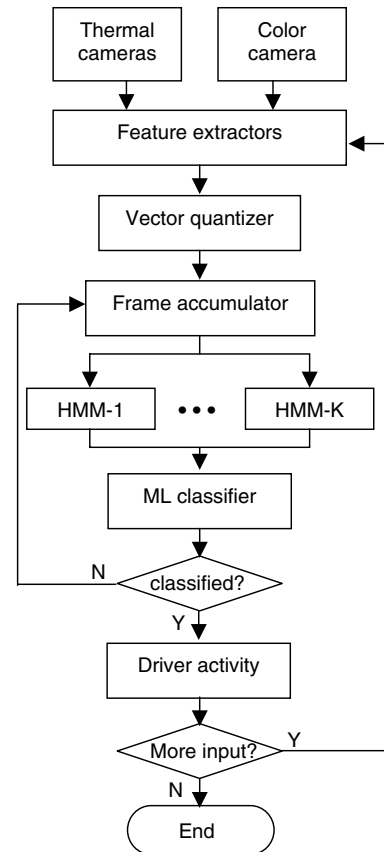 Thermal
cameras
Color
camera
Feature extractors
Vector quantizer
Frame accumulator
HMM-1
•••
HMM-K
ML classifier
N
classified?
Y
Driver activity
More input?
Y
N
End